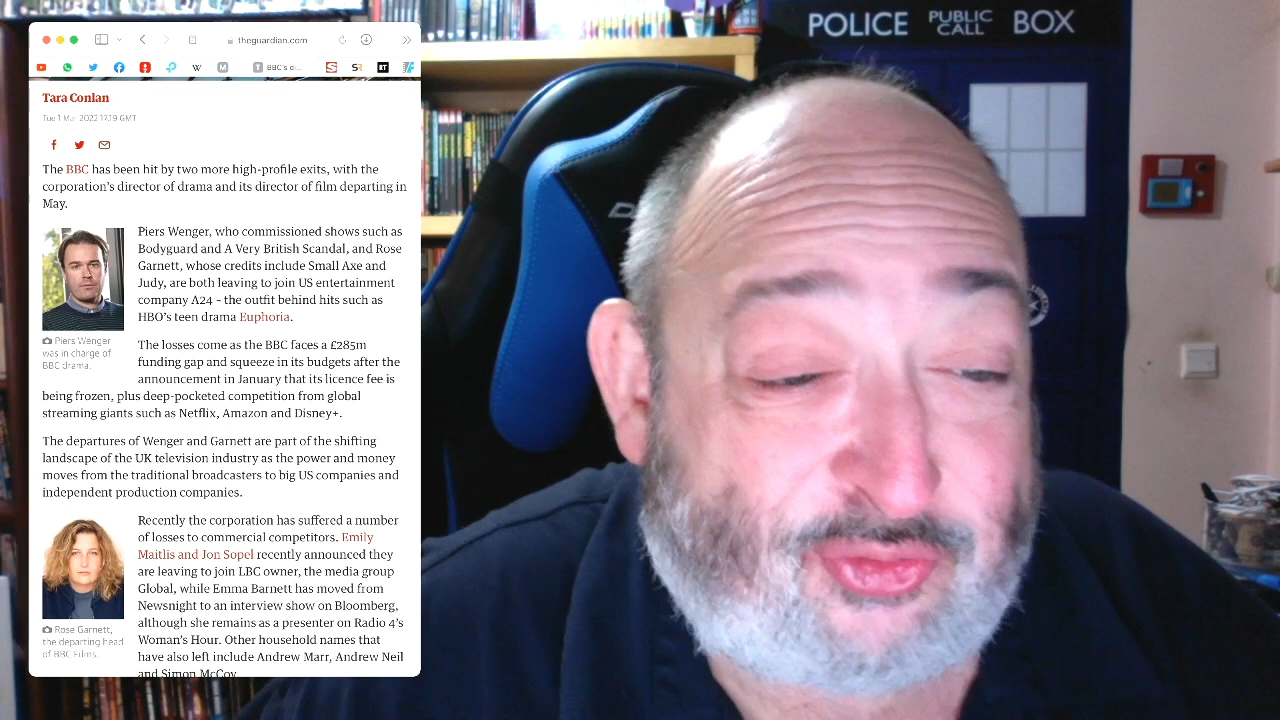 POLICE PUBLIC CALL BOX
theguardian.com
BBC's d...
Tara Conlan
Tue 1 Mar 2022 17.19 GMT
The BBC has been hit by two more high-profile exits, with the
corporation's director of drama and its director of film departing in
May.
Piers Wenger, who commissioned shows such as
Bodyguard and A Very British Scandal, and Rose
Garnett, whose credits include Small Axe and
Judy, are both leaving to join US entertainment
company A24 – the outfit behind hits such as
HBO's teen drama Euphoria.
Piers Wenger
was in charge of
BBC drama.
The losses come as the BBC faces a £285m
funding gap and squeeze in its budgets after the
announcement in January that its licence fee is
being frozen, plus deep-pocketed competition from global
streaming giants such as Netflix, Amazon and Disney+.
The departures of Wenger and Garnett are part of the shifting
landscape of the UK television industry as the power and money
moves from the traditional broadcasters to big US companies and
independent production companies.
Recently the corporation has suffered a number
of losses to commercial competitors. Emily
Maitlis and Jon Sopel recently announced they
are leaving to join LBC owner, the media group
Global, while Emma Barnett has moved from
Newsnight to an interview show on Bloomberg,
although she remains as a presenter on Radio 4's
Woman's Hour. Other household names that
have also left include Andrew Marr, Andrew Neil
and Simon McCoy
Rose Garnett,
the departing head
of BBC Films.